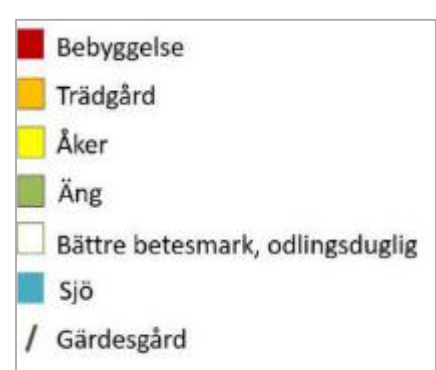 Bebyggelse
Trädgård
Åker
Äng
Bättre betesmark, odlingsduglig
Sjö
Gärdesgård